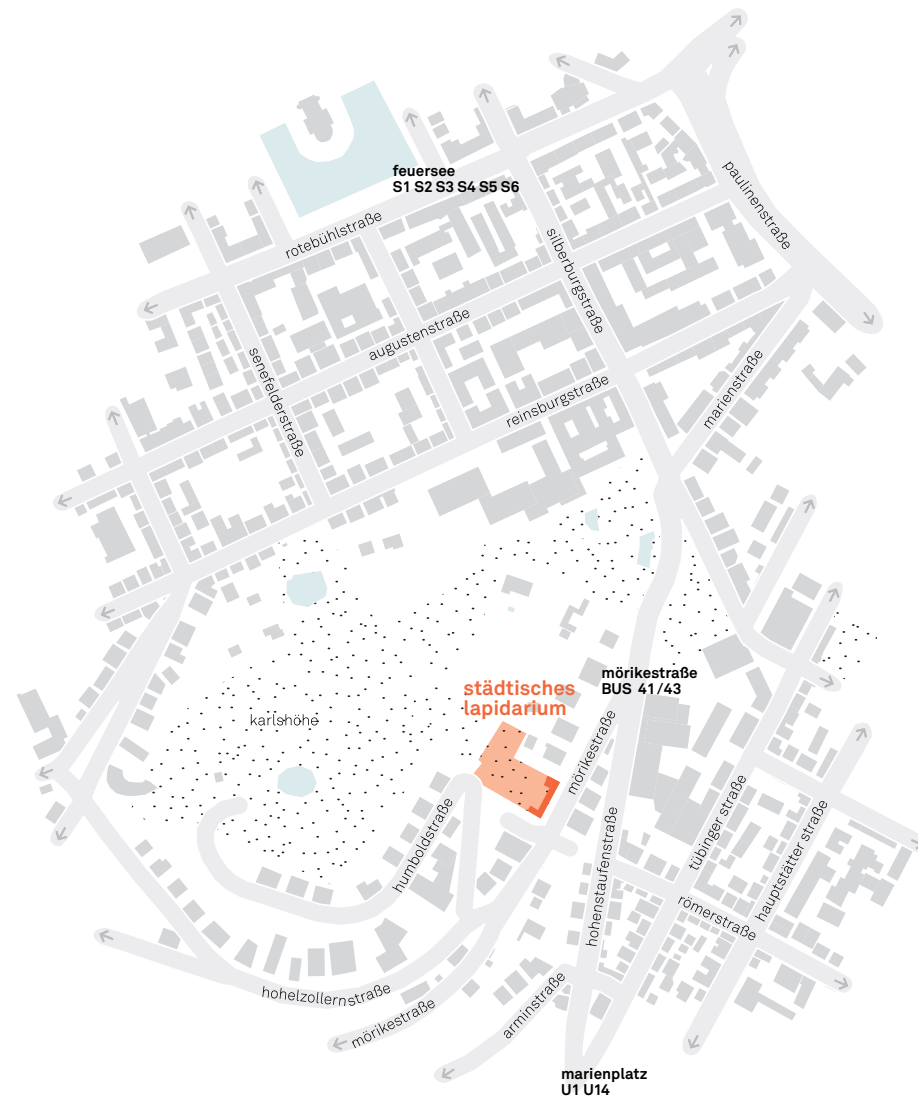 feuersee
S1 S2 S3 S4 S5 S6
paulinenstraße
rotebühlstraße
silberburgstraße
augustenstraße
senefelderstraße
reinsburgstraße
marienstraße
mörikestraße
BUS 41/43
städtisches
lapidarium
karlshöhe
mörikestraße
humboldtstraße
tübinger straße
hauptstätter straße
hohenstaufenstraße
römerstraße
hohelzollernstraße
mörikestraße
arminstraße
marienplatz
U1 U14